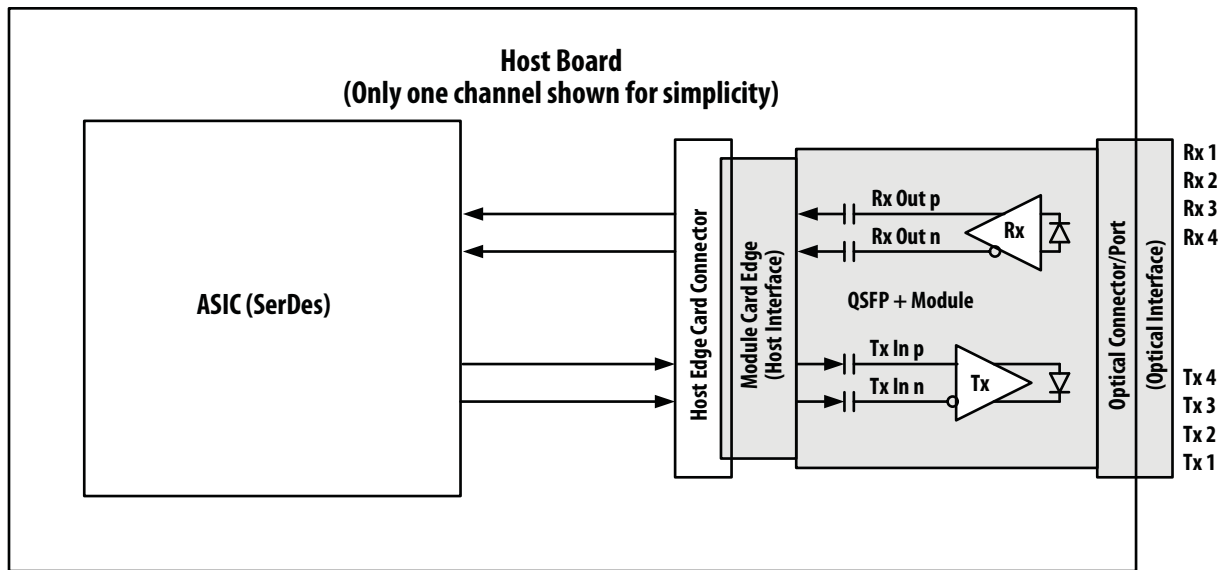 Host Board
(Only one channel shown for simplicity)
ASIC (SerDes)
Host Edge Card Connector
Module Card Edge
(Host Interface)
Rx Out p
Rx Out n
Rx
QSFP + Module
Tx In p
Tx In n
Tx
Optical Connector/Port
(Optical Interface)
Rx 1
Rx 2
Rx 3
Rx 4
Tx 4
Tx 3
Tx 2
Tx 1